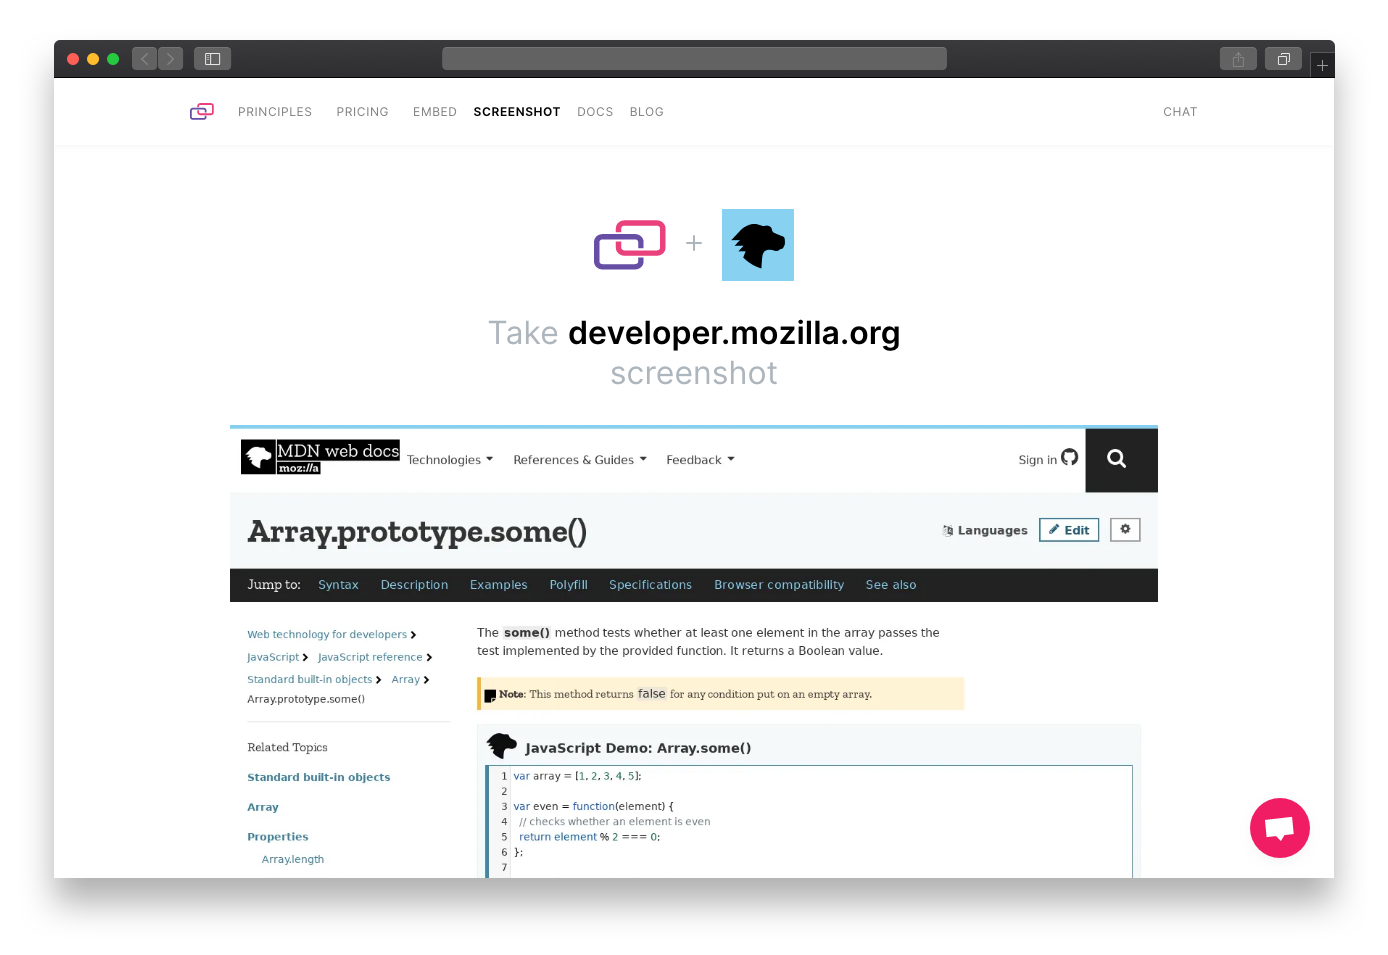 PRINCIPLES PRICING EMBED SCREENSHOT DOCS BLOG CHAT
+
Take developer.mozilla.org
screenshot
MDN web docs
moz://a
Technologies References & Guides Feedback Sign in
Array.prototype.some()
Languages Edit
Jump to: Syntax Description Examples Polyfill Specifications Browser compatibility See also
Web technology for developers
JavaScript JavaScript reference
Standard built-in objects Array
Array.prototype.some()
Related Topics
Standard built-in objects
Array
Properties
Array.length
The some() method tests whether at least one element in the array passes the
test implemented by the provided function. It returns a Boolean value.
Note: This method returns false for any condition put on an empty array.
JavaScript Demo: Array.some()
1 var array = [1, 2, 3, 4, 5];
2
3 var even = function(element) {
4 // checks whether an element is even
5 return element % 2 === 0;
6 };
7